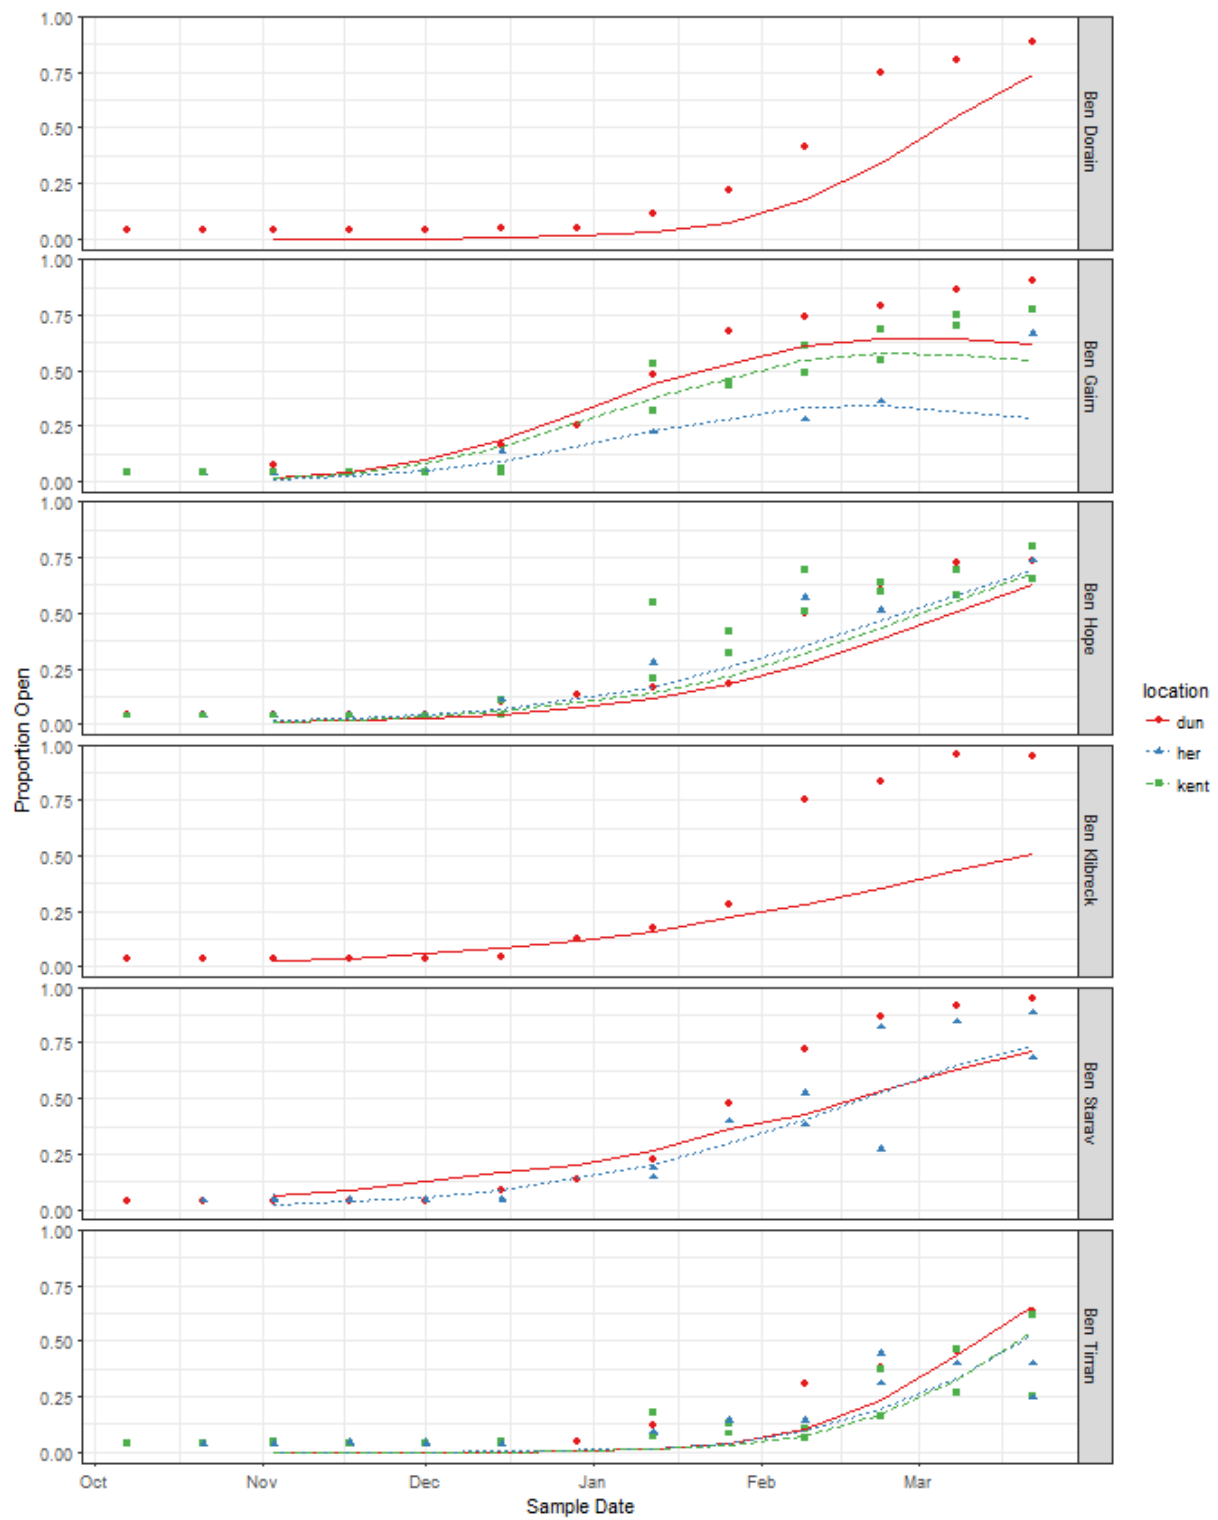 1.00
0.75
0.50
0.25
0.00
Ben Dorain
1.00
0.75
0.50
0.25
0.00
Ben Gairn
1.00
0.75
0.50
0.25
0.00
Ben Hope
1.00
0.75
0.50
0.25
0.00
Ben Klibreck
1.00
0.75
0.50
0.25
0.00
Ben Starav
1.00
0.75
0.50
0.25
0.00
Ben Tirran
Proportion Open
Oct Nov Dec Jan Feb Mar
Sample Date
location
dun
her
kent